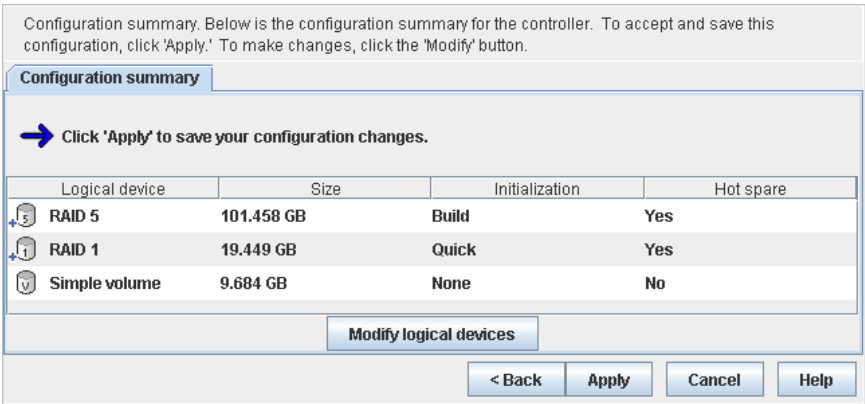 Configuration summary. Below is the configuration summary for the controller. To accept and save this
configuration, click 'Apply.' To make changes, click the 'Modify' button.
Configuration summary
Click 'Apply' to save your configuration changes.
Logical device Size Initialization Hot spare
5 RAID 5 101.458 GB Build Yes
1 RAID 1 19.449 GB Quick Yes
V Simple volume 9.684 GB None No
Modify logical devices
< Back Apply Cancel Help